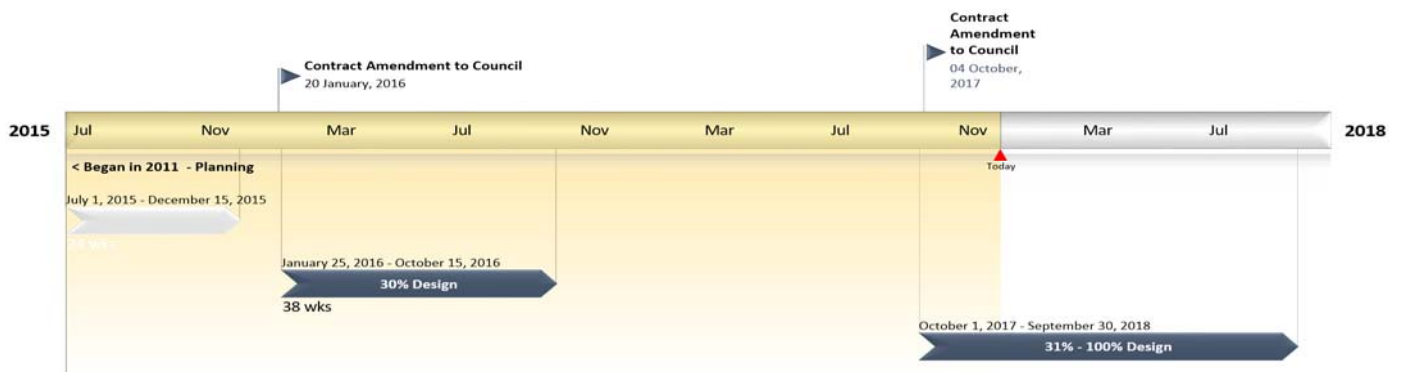 Contract
Amendment
to Council
04 October,
2017
Contract Amendment to Council
20 January, 2016
2015 Jul Nov Mar Jul Nov Mar Jul Nov Mar Jul 2018
< Began in 2011 - Planning
Today
July 1, 2015 - December 15, 2015
24 wks
January 25, 2016 - October 15, 2016
30% Design
38 wks
October 1, 2017 - September 30, 2018
31% - 100% Design